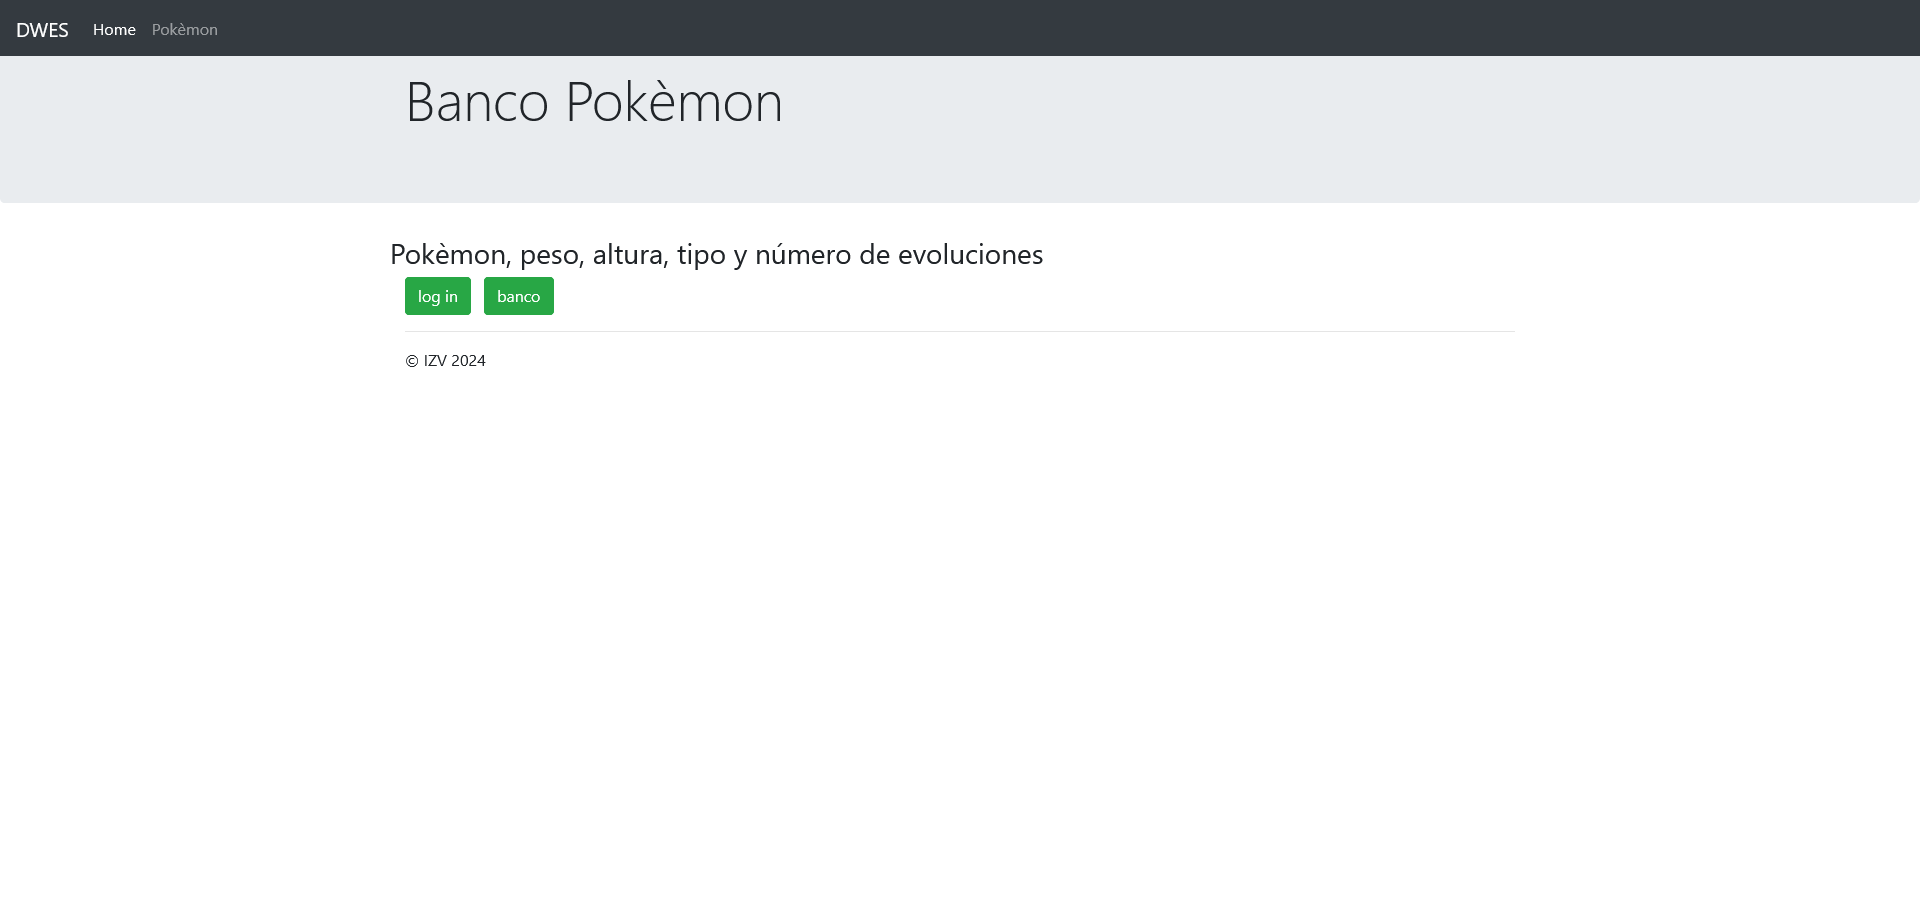 DWES Home Pokèmon
Banco Pokèmon
Pokèmon, peso, altura, tipo y número de evoluciones
log in banco
© IZV 2024